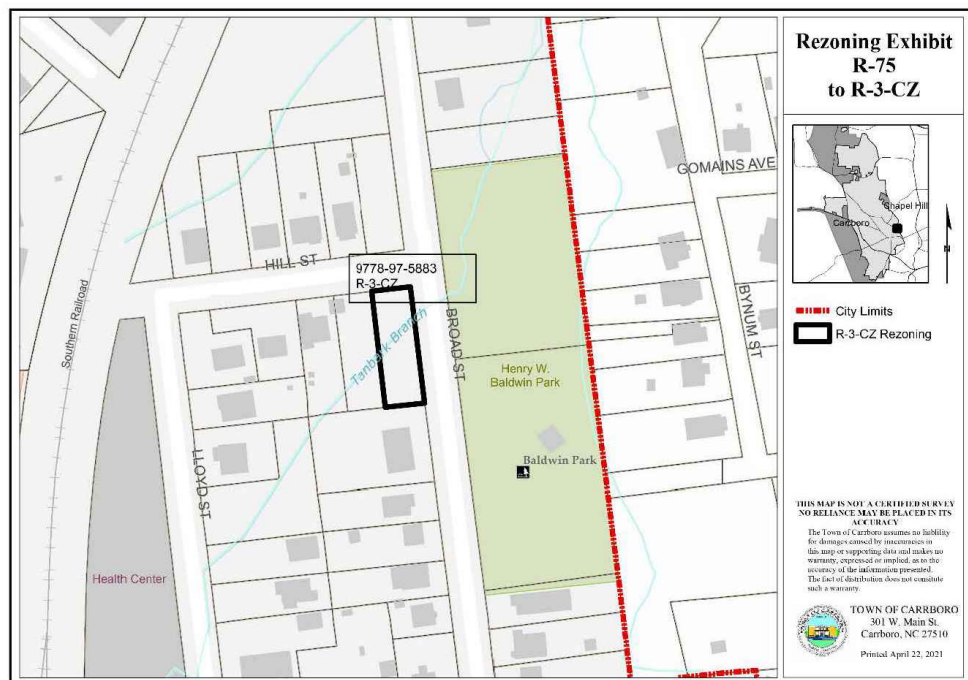 Rezoning Exhibit
R-75
to R-3-CZ
Chapel Hill
Carrboro
N
City Limits
R-3-CZ Rezoning
GOMAINS AVE
HILL ST
9778-97-5883
R-3-CZ
Southern Railroad
Tanbark Branch
BROAD ST
BYNUM ST
Henry W.
Baldwin Park
Baldwin Park
LLOYD ST
Health Center
THIS MAP IS NOT A CERTIFIED SURVEY
NO RELIANCE MAY BE PLACED IN ITS
ACCURACY
The Town of Carrboro assumes no liability
for damages caused by inaccuracies in
this map or supporting data and makes no
warranty, expressed or implied, as to the
accuracy of the information presented.
The fact of distribution does not constitute
such a warranty.
TOWN OF CARRBORO
301 W. Main St.
Carrboro, NC 27510
Printed April 22, 2021